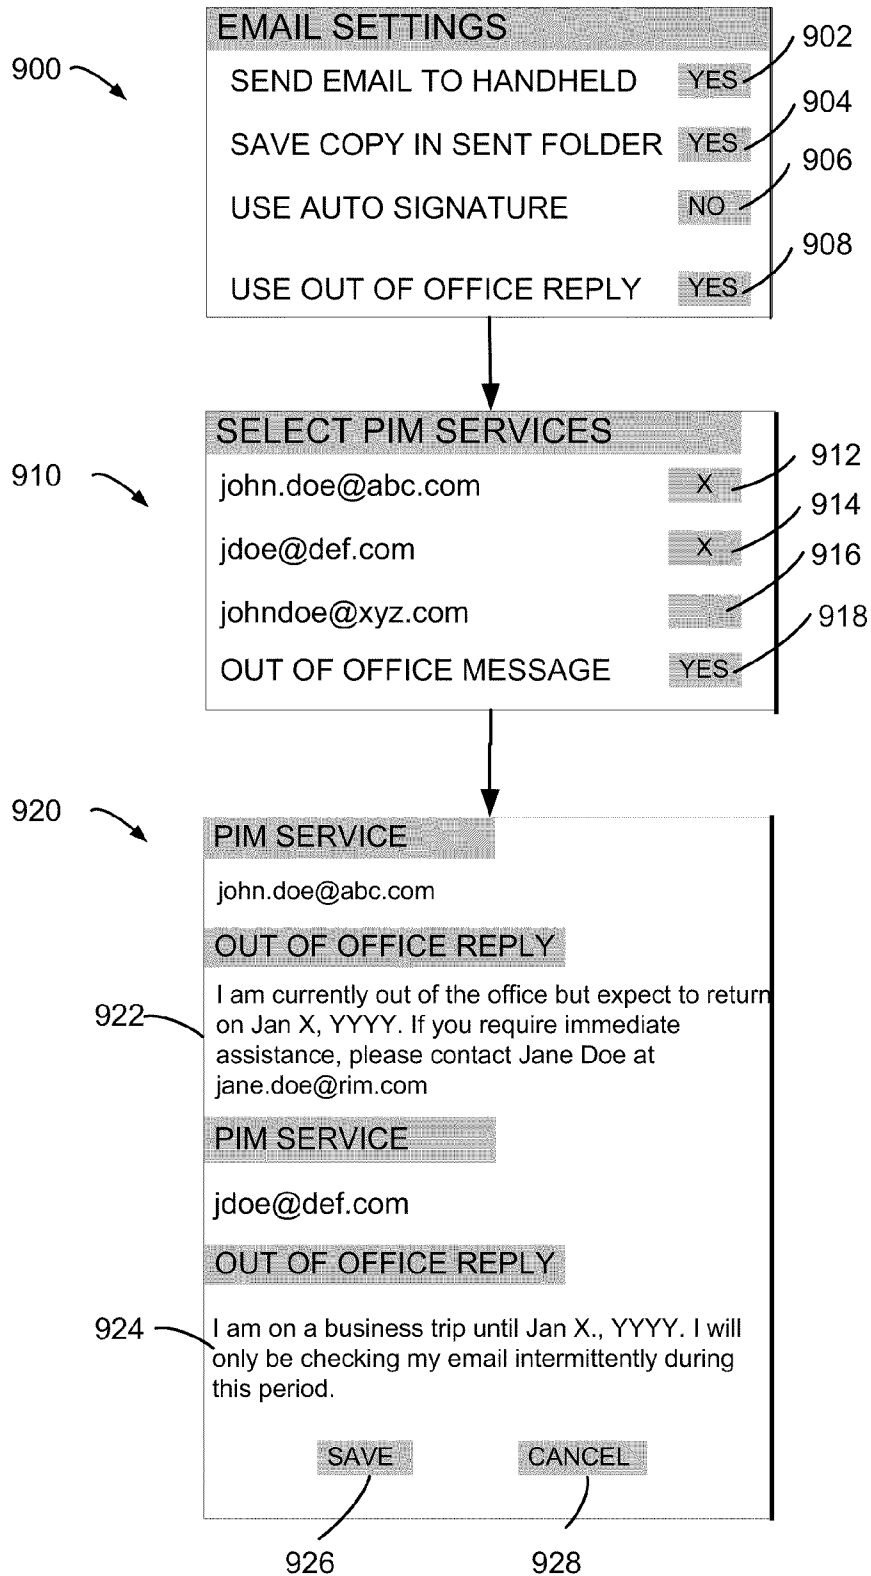 EMAIL SETTINGS
902
900
SEND EMAIL TO HANDHELD YES
904
SAVE COPY IN SENT FOLDER YES
906
USE AUTO SIGNATURE NO
908
USE OUT OF OFFICE REPLY YES
SELECT PIM SERVICES
912
910
john.doe@abc.com X
914
jdoe@def.com X
916
johndoe@xyz.com
918
OUT OF OFFICE MESSAGE YES
920
PIM SERVICE
john.doe@abc.com
OUT OF OFFICE REPLY
I am currently out of the office but expect to return
922
on Jan X, YYYY. If you require immediate
assistance, please contact Jane Doe at
jane.doe@rim.com
PIM SERVICE
jdoe@def.com
OUT OF OFFICE REPLY
924
I am on a business trip until Jan X., YYYY. I will
only be checking my email intermittently during
this period.
SAVE CANCEL
926 928